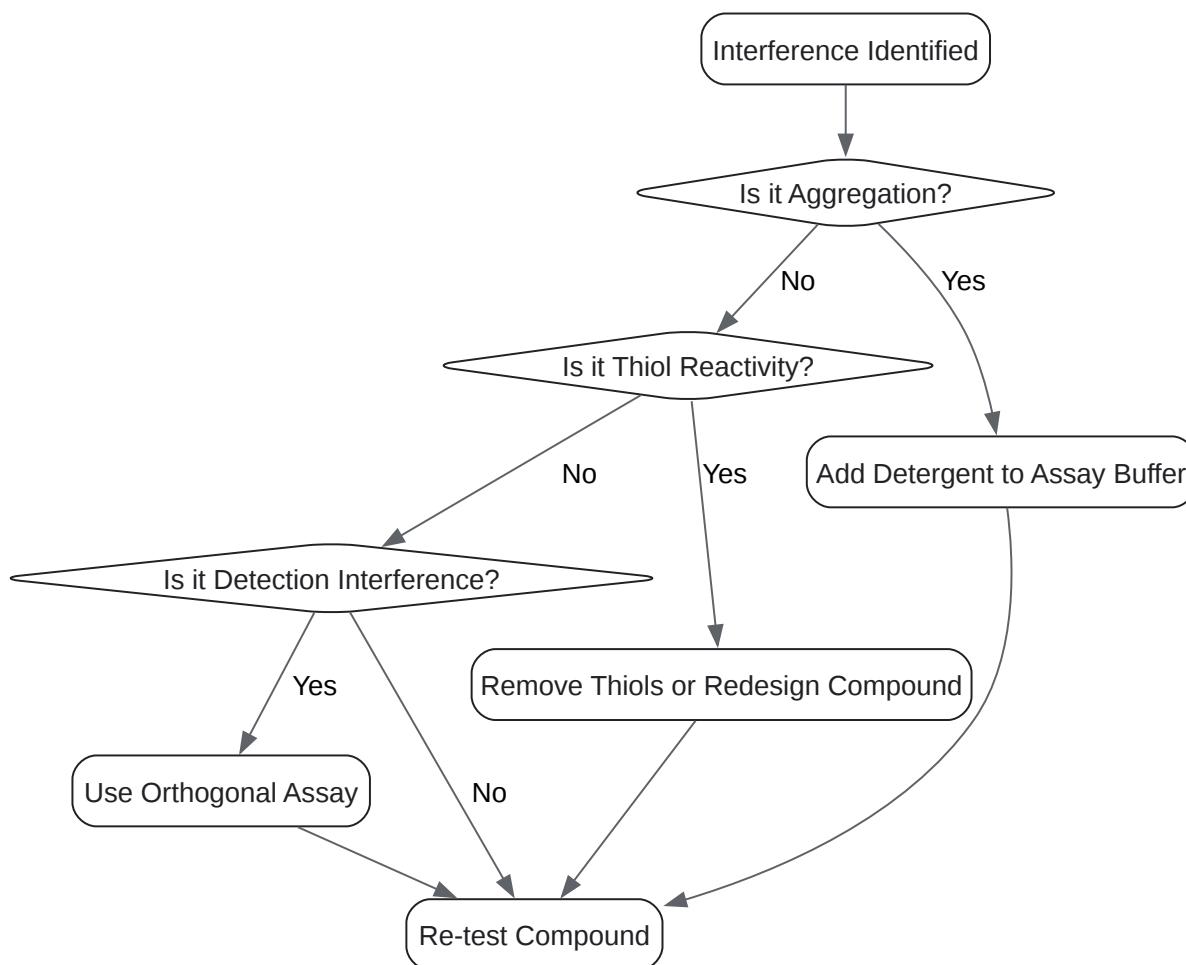 Interference Identified
Is it Aggregation?
No
Yes
Is it Thiol Reactivity?
No
Yes
Add Detergent to Assay Buffer
Is it Detection Interference?
Yes
Remove Thiols or Redesign Compound
Use Orthogonal Assay
No
Re-test Compound